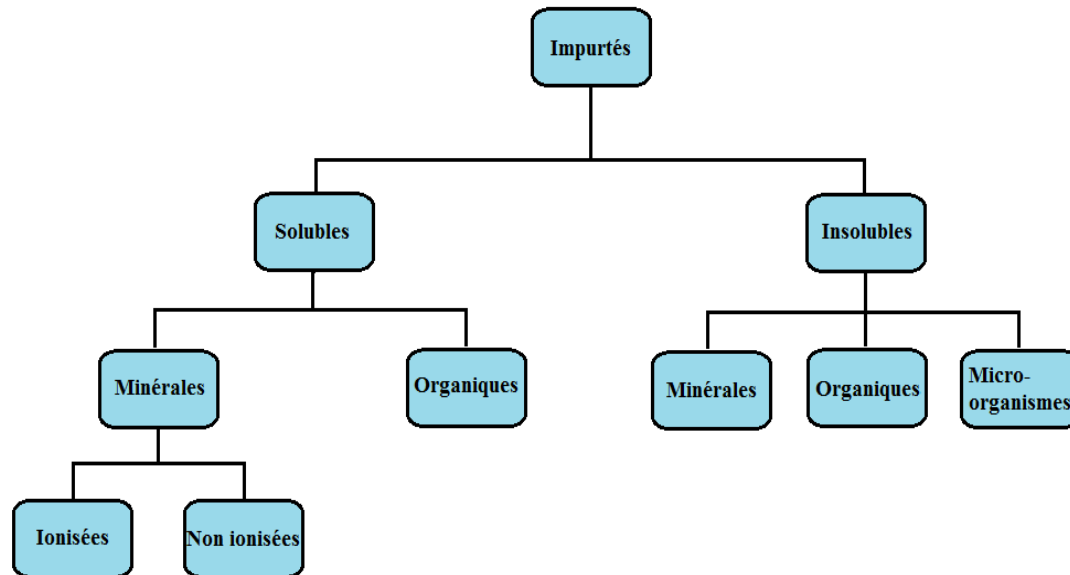 Impurtés
Solubles
Insolubles
Minérales
Organiques
Minérales
Organiques
Micro-
organismes
Ionisées
Non ionisées